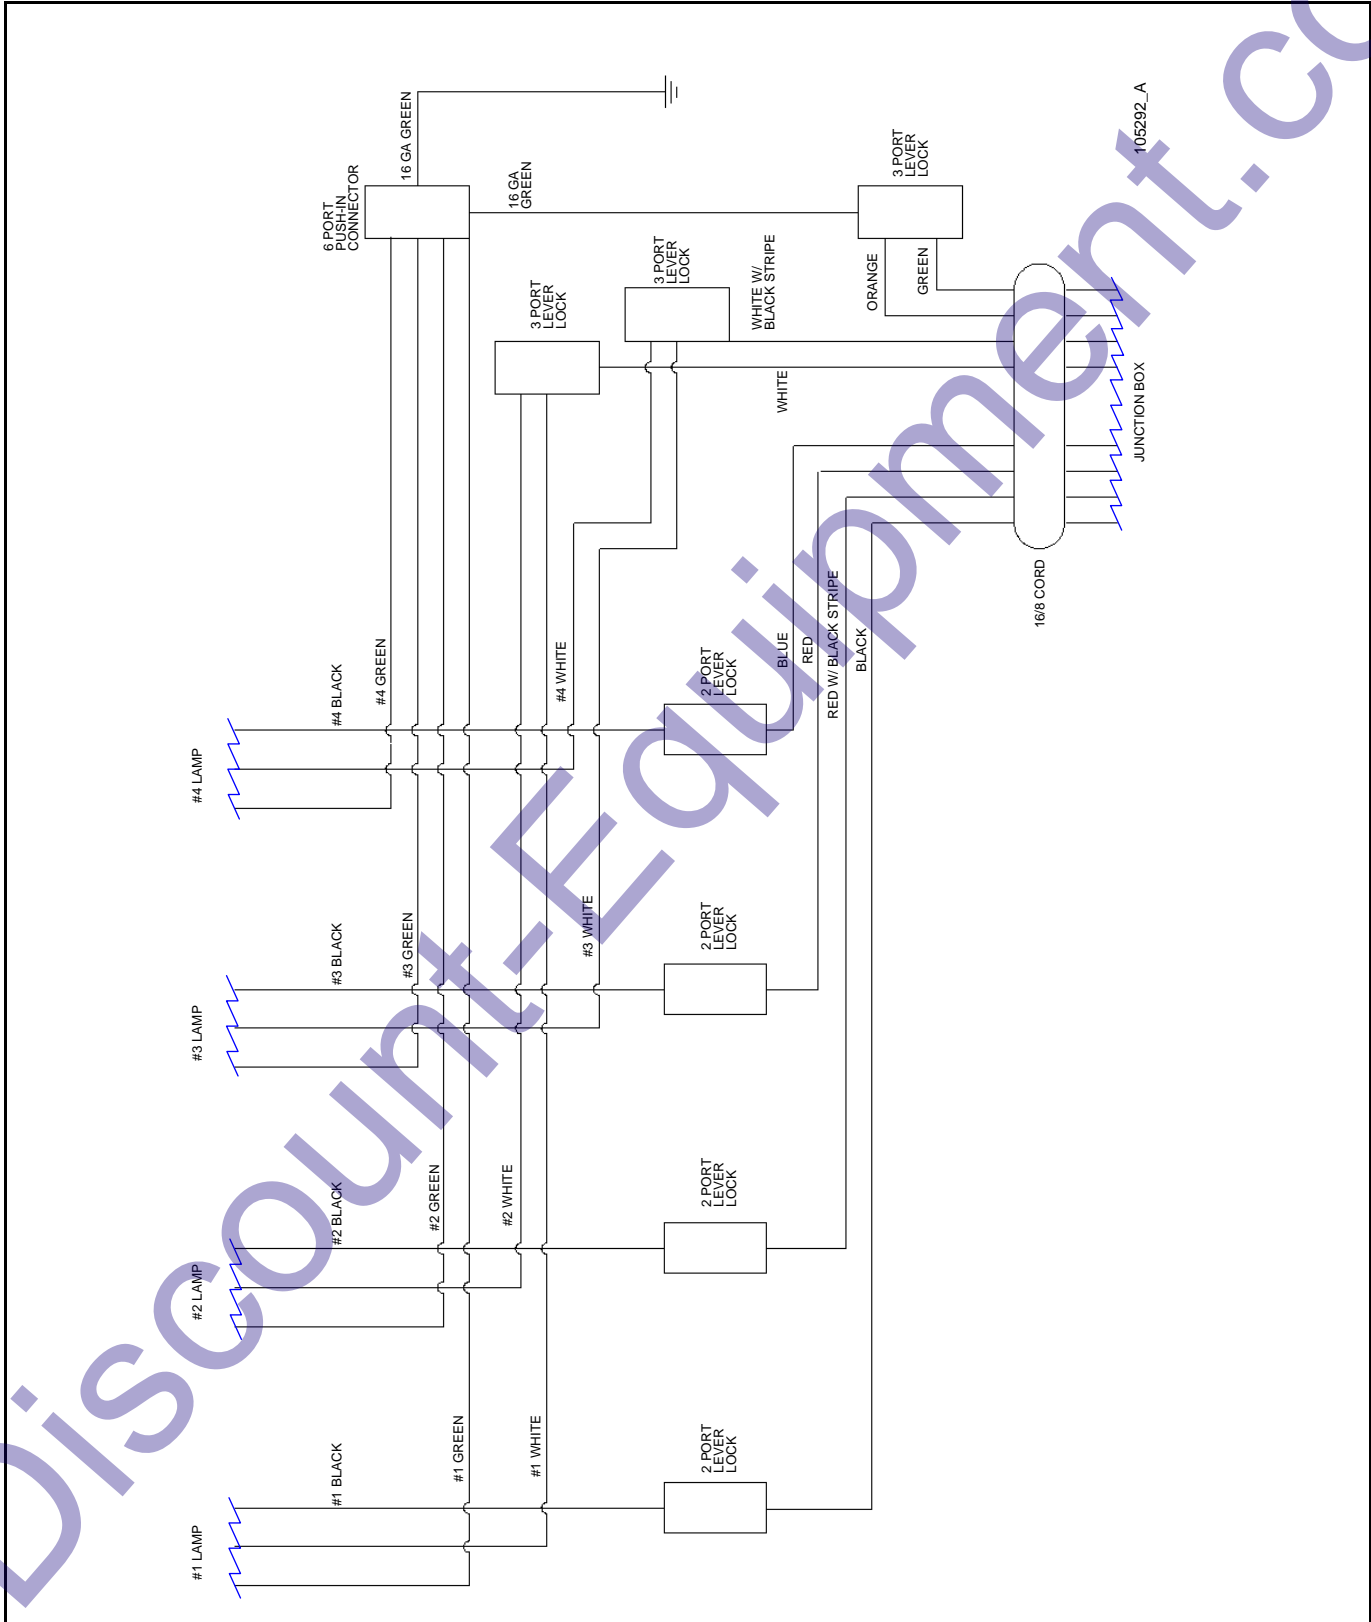 #1 LAMP
#2 LAMP
#3 LAMP
#4 LAMP
#1 BLACK
#2 BLACK
#3 BLACK
#4 BLACK
6 PORT
PUSH-IN
CONNECTOR
#4 GREEN
16 GA GREEN
#3 GREEN
#2 GREEN
#1 GREEN
#2 WHITE
16 GA
GREEN
#1 WHITE
3 PORT
LEVER
LOCK
#4 WHITE
#3 WHITE
3 PORT
LEVER
LOCK
2 PORT
LEVER
LOCK
2 PORT
LEVER
LOCK
2 PORT
LEVER
LOCK
2 PORT
LEVER
LOCK
WHITE W/
BLACK STRIPE
WHITE
BLUE
RED
RED W/ BLACK STRIPE
BLACK
ORANGE
3 PORT
LEVER
LOCK
GREEN
16/8 CORD
JUNCTION BOX
105292_A
Discount-Equipment.co